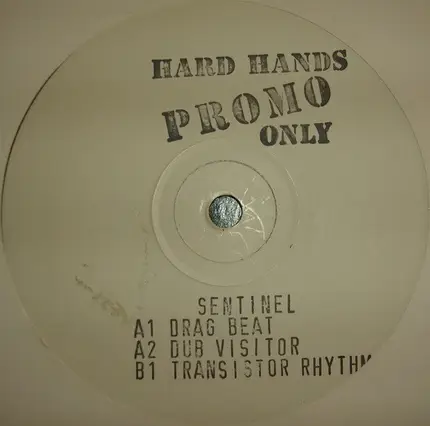 HARD HANDS
PROMO
ONLY
SENTINEL
A1 DRAG BEAT
A2 DUB VISITOR
B1 TRANSISTOR RHYTHM